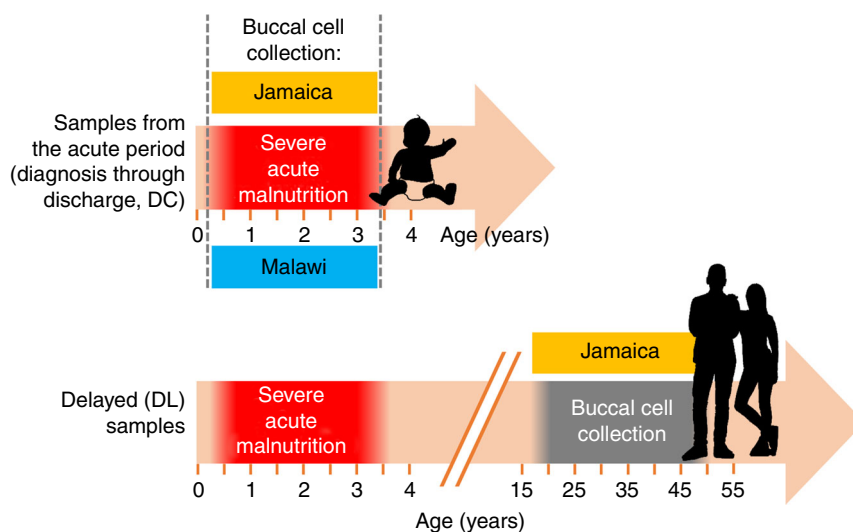 Buccal cell
collection:
Jamaica
Samples from
the acute period
(diagnosis through
discharge, DC)
Severe
acute
malnutrition
0 1 2 3 4 Age (years)
Malawi
Jamaica
Delayed (DL)
samples
Severe
acute
malnutrition
Buccal cell
collection
0 1 2 3 4 15 25 35 45 55
Age (years)